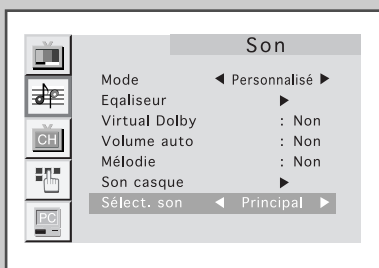 Son
Mode ◀ Personnalisé ▶
Eqaliseur ▶
Virtual Dolby : Non
Volume auto : Non
Mélodie : Non
Son casque ▶
Sélect. son ◀ Principal ▶
CH
PC